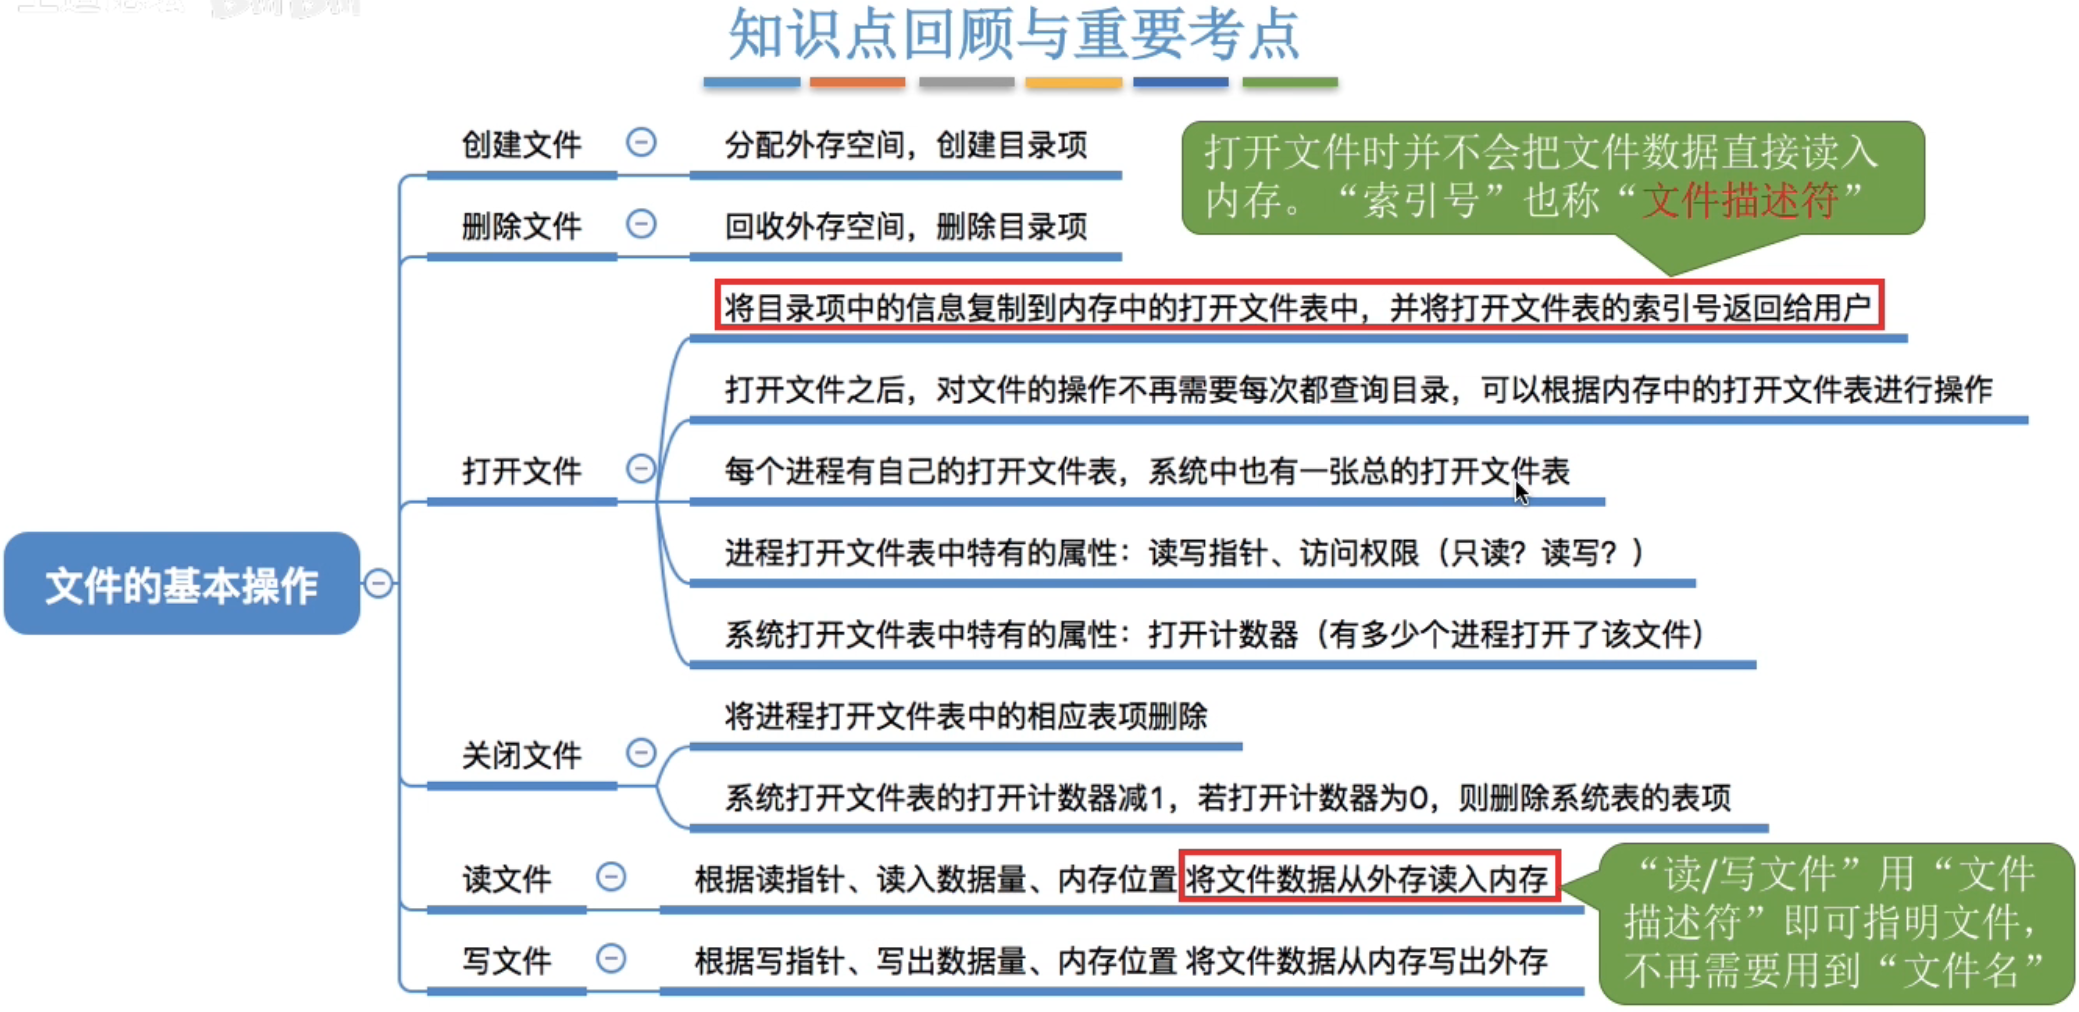 知识点回顾与重要考点
创建文件
分配外存空间，创建目录项
打开文件时并不会把文件数据直接读入
内存。“索引号”也称“文件描述符”
删除文件
回收外存空间，删除目录项
将目录项中的信息复制到内存中的打开文件表中，并将打开文件表的索引号返回给用户
打开文件之后，对文件的操作不再需要每次都查询目录，可以根据内存中的打开文件表进行操作
打开文件
每个进程有自己的打开文件表，系统中也有一张总的打开文件表
进程打开文件表中特有的属性：读写指针、访问权限（只读？读写？）
系统打开文件表中特有的属性：打开计数器（有多少个进程打开了该文件）
文件的基本操作
将进程打开文件表中的相应表项删除
关闭文件
系统打开文件表的打开计数器减1，若打开计数器为0，则删除系统表的表项
读文件
根据读指针、读入数据量、内存位置将文件数据从外存读入内存
“读/写文件”用“文件
描述符”即可指明文件，
不再需要用到“文件名”
写文件
根据写指针、写出数据量、内存位置 将文件数据从内存写出外存